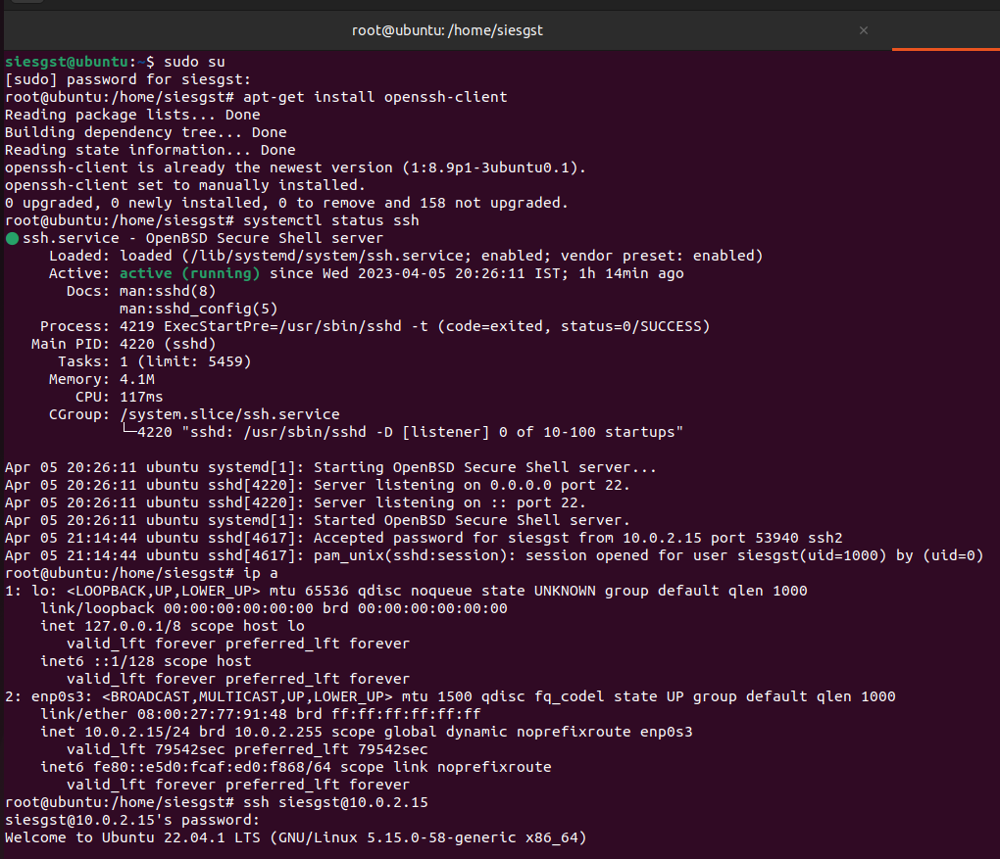 root@ubuntu: /home/siesgst
siesgst@ubuntu:~$ sudo su
[sudo] password for siesgst:
root@ubuntu:/home/siesgst# apt-get install openssh-client
Reading package lists... Done
Building dependency tree... Done
Reading state information... Done
openssh-client is already the newest version (1:8.9p1-3ubuntu0.1).
openssh-client set to manually installed.
0 upgraded, 0 newly installed, 0 to remove and 158 not upgraded.
root@ubuntu:/home/siesgst# systemctl status ssh
● ssh.service - OpenBSD Secure Shell server
     Loaded: loaded (/lib/systemd/system/ssh.service; enabled; vendor preset: enabled)
     Active: active (running) since Wed 2023-04-05 20:26:11 IST; 1h 14min ago
       Docs: man:sshd(8)
             man:sshd_config(5)
    Process: 4219 ExecStartPre=/usr/sbin/sshd -t (code=exited, status=0/SUCCESS)
   Main PID: 4220 (sshd)
      Tasks: 1 (limit: 5459)
     Memory: 4.1M
        CPU: 117ms
     CGroup: /system.slice/ssh.service
             └─4220 "sshd: /usr/sbin/sshd -D [listener] 0 of 10-100 startups"
Apr 05 20:26:11 ubuntu systemd[1]: Starting OpenBSD Secure Shell server...
Apr 05 20:26:11 ubuntu sshd[4220]: Server listening on 0.0.0.0 port 22.
Apr 05 20:26:11 ubuntu sshd[4220]: Server listening on :: port 22.
Apr 05 20:26:11 ubuntu systemd[1]: Started OpenBSD Secure Shell server.
Apr 05 21:14:44 ubuntu sshd[4617]: Accepted password for siesgst from 10.0.2.15 port 53940 ssh2
Apr 05 21:14:44 ubuntu sshd[4617]: pam_unix(sshd:session): session opened for user siesgst(uid=1000) by (uid=0)
root@ubuntu:/home/siesgst# ip a
1: lo: <LOOPBACK,UP,LOWER_UP> mtu 65536 qdisc noqueue state UNKNOWN group default qlen 1000
    link/loopback 00:00:00:00:00:00 brd 00:00:00:00:00:00
    inet 127.0.0.1/8 scope host lo
       valid_lft forever preferred_lft forever
    inet6 ::1/128 scope host
       valid_lft forever preferred_lft forever
2: enp0s3: <BROADCAST,MULTICAST,UP,LOWER_UP> mtu 1500 qdisc fq_codel state UP group default qlen 1000
    link/ether 08:00:27:77:91:48 brd ff:ff:ff:ff:ff:ff
    inet 10.0.2.15/24 brd 10.0.2.255 scope global dynamic noprefixroute enp0s3
       valid_lft 79542sec preferred_lft 79542sec
    inet6 fe80::e5d0:fcaf:ed0:f868/64 scope link noprefixroute
       valid_lft forever preferred_lft forever
root@ubuntu:/home/siesgst# ssh siesgst@10.0.2.15
siesgst@10.0.2.15's password:
Welcome to Ubuntu 22.04.1 LTS (GNU/Linux 5.15.0-58-generic x86_64)